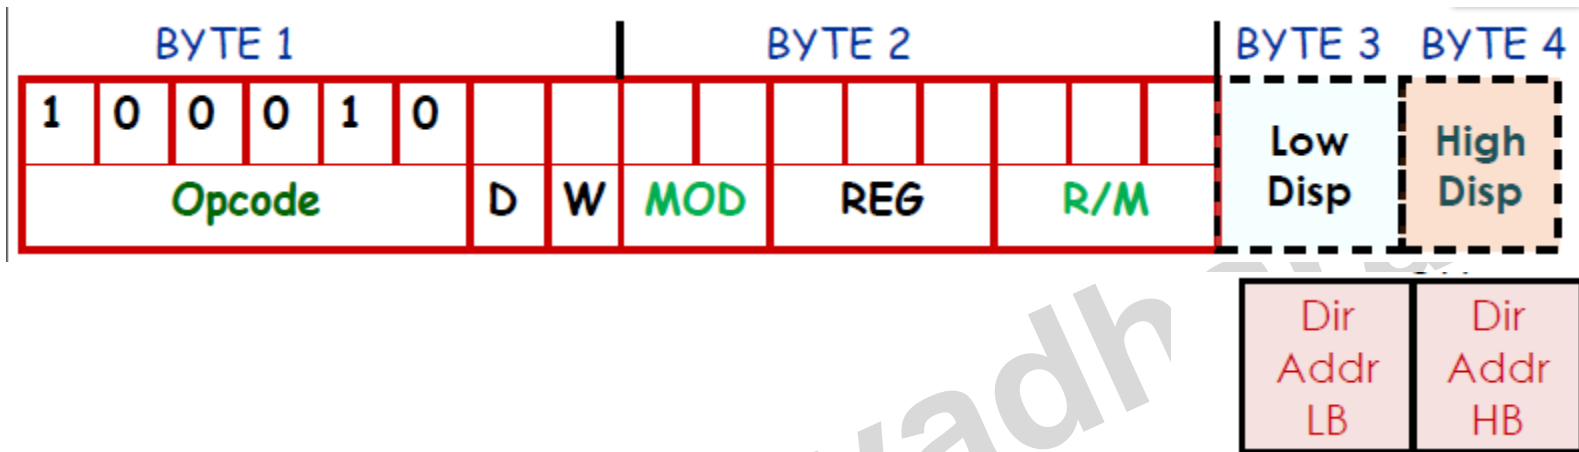 BYTE 1 BYTE 2 BYTE 3 BYTE 4
1 0 0 0 1 0
Low Disp High Disp
Opcode D W MOD REG R/M
Dir Addr LB Dir Addr HB